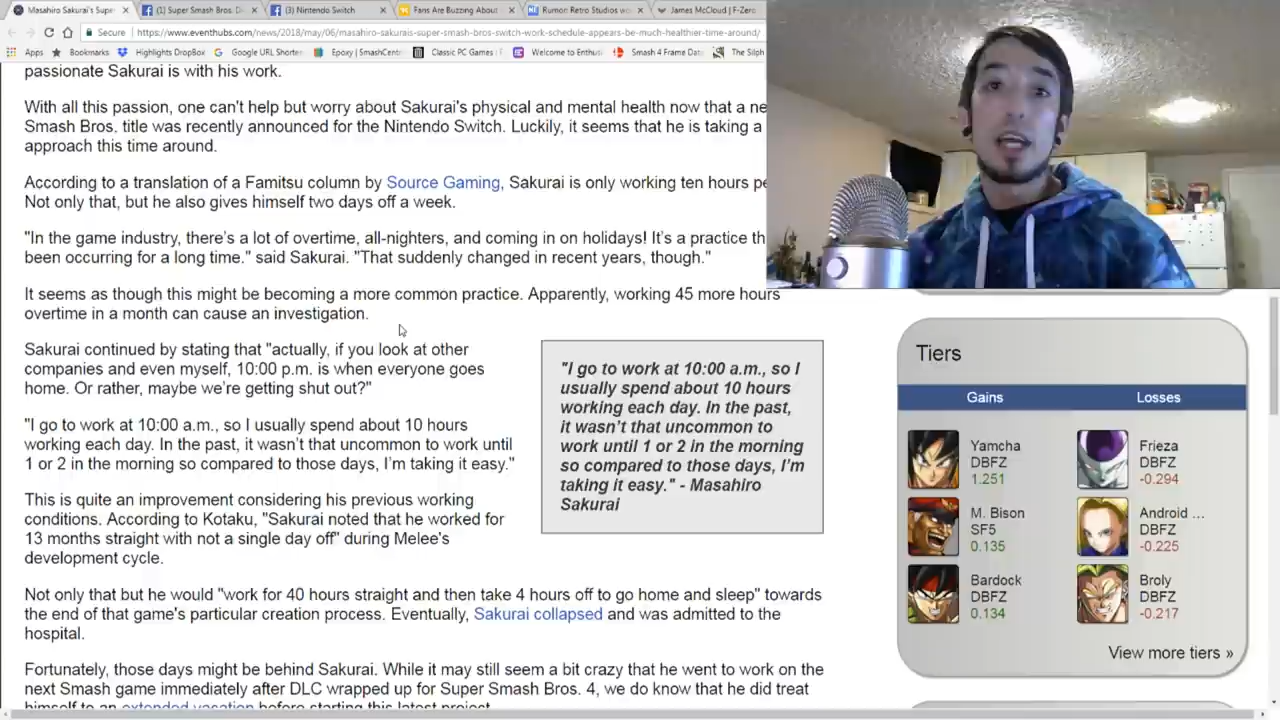 Masahiro Sakurai's Super
(1) Super Smash Bros. Di
(3) Nintendo Switch
Fans Are Buzzing About
Rumor Retro Studios wo
James McCloud | F-Zero
Secure
https://www.eventhubs.com/news/2018/may/06/masahiro-sakurais-super-smash-bros-switch-work-schedule-appears-be-much-healthier-time-around/
Apps
Bookmarks
Highlights DropBox
Google URL Shorte
Epoxy | SmashCentr
Classic PC Games :
Welcome to Enthusi
Smash 4 Frame Data
The Silph
passionate Sakurai is with his work.
With all this passion, one can't help but worry about Sakurai's physical and mental health now that a ne
Smash Bros. title was recently announced for the Nintendo Switch. Luckily, it seems that he is taking a
approach this time around.
According to a translation of a Famitsu column by Source Gaming, Sakurai is only working ten hours pe
Not only that, but he also gives himself two days off a week.
"In the game industry, there's a lot of overtime, all-nighters, and coming in on holidays! It's a practice th
been occurring for a long time." said Sakurai. "That suddenly changed in recent years, though."
It seems as though this might be becoming a more common practice. Apparently, working 45 more hours
overtime in a month can cause an investigation.
Sakurai continued by stating that "actually, if you look at other
companies and even myself, 10:00 p.m. is when everyone goes
home. Or rather, maybe we're getting shut out?"
"I go to work at 10:00 a.m., so I usually spend about 10 hours
working each day. In the past, it wasn't that uncommon to work until
1 or 2 in the morning so compared to those days, I'm taking it easy."
This is quite an improvement considering his previous working
conditions. According to Kotaku, "Sakurai noted that he worked for
13 months straight with not a single day off" during Melee's
development cycle.
"I go to work at 10:00 a.m., so I
usually spend about 10 hours
working each day. In the past,
it wasn't that uncommon to
work until 1 or 2 in the morning
so compared to those days, I'm
taking it easy." - Masahiro
Sakurai
Not only that but he would "work for 40 hours straight and then take 4 hours off to go home and sleep" towards
the end of that game's particular creation process. Eventually, Sakurai collapsed and was admitted to the
hospital.
Fortunately, those days might be behind Sakurai. While it may still seem a bit crazy that he went to work on the
next Smash game immediately after DLC wrapped up for Super Smash Bros. 4, we do know that he did treat
himself to an extended vacation before starting this latest project.
Tiers
Gains
Losses
Yamcha
DBFZ
1.251
Frieza
DBFZ
-0.294
M. Bison
SF5
0.135
Android ...
DBFZ
-0.225
Bardock
DBFZ
0.134
Broly
DBFZ
-0.217
View more tiers »